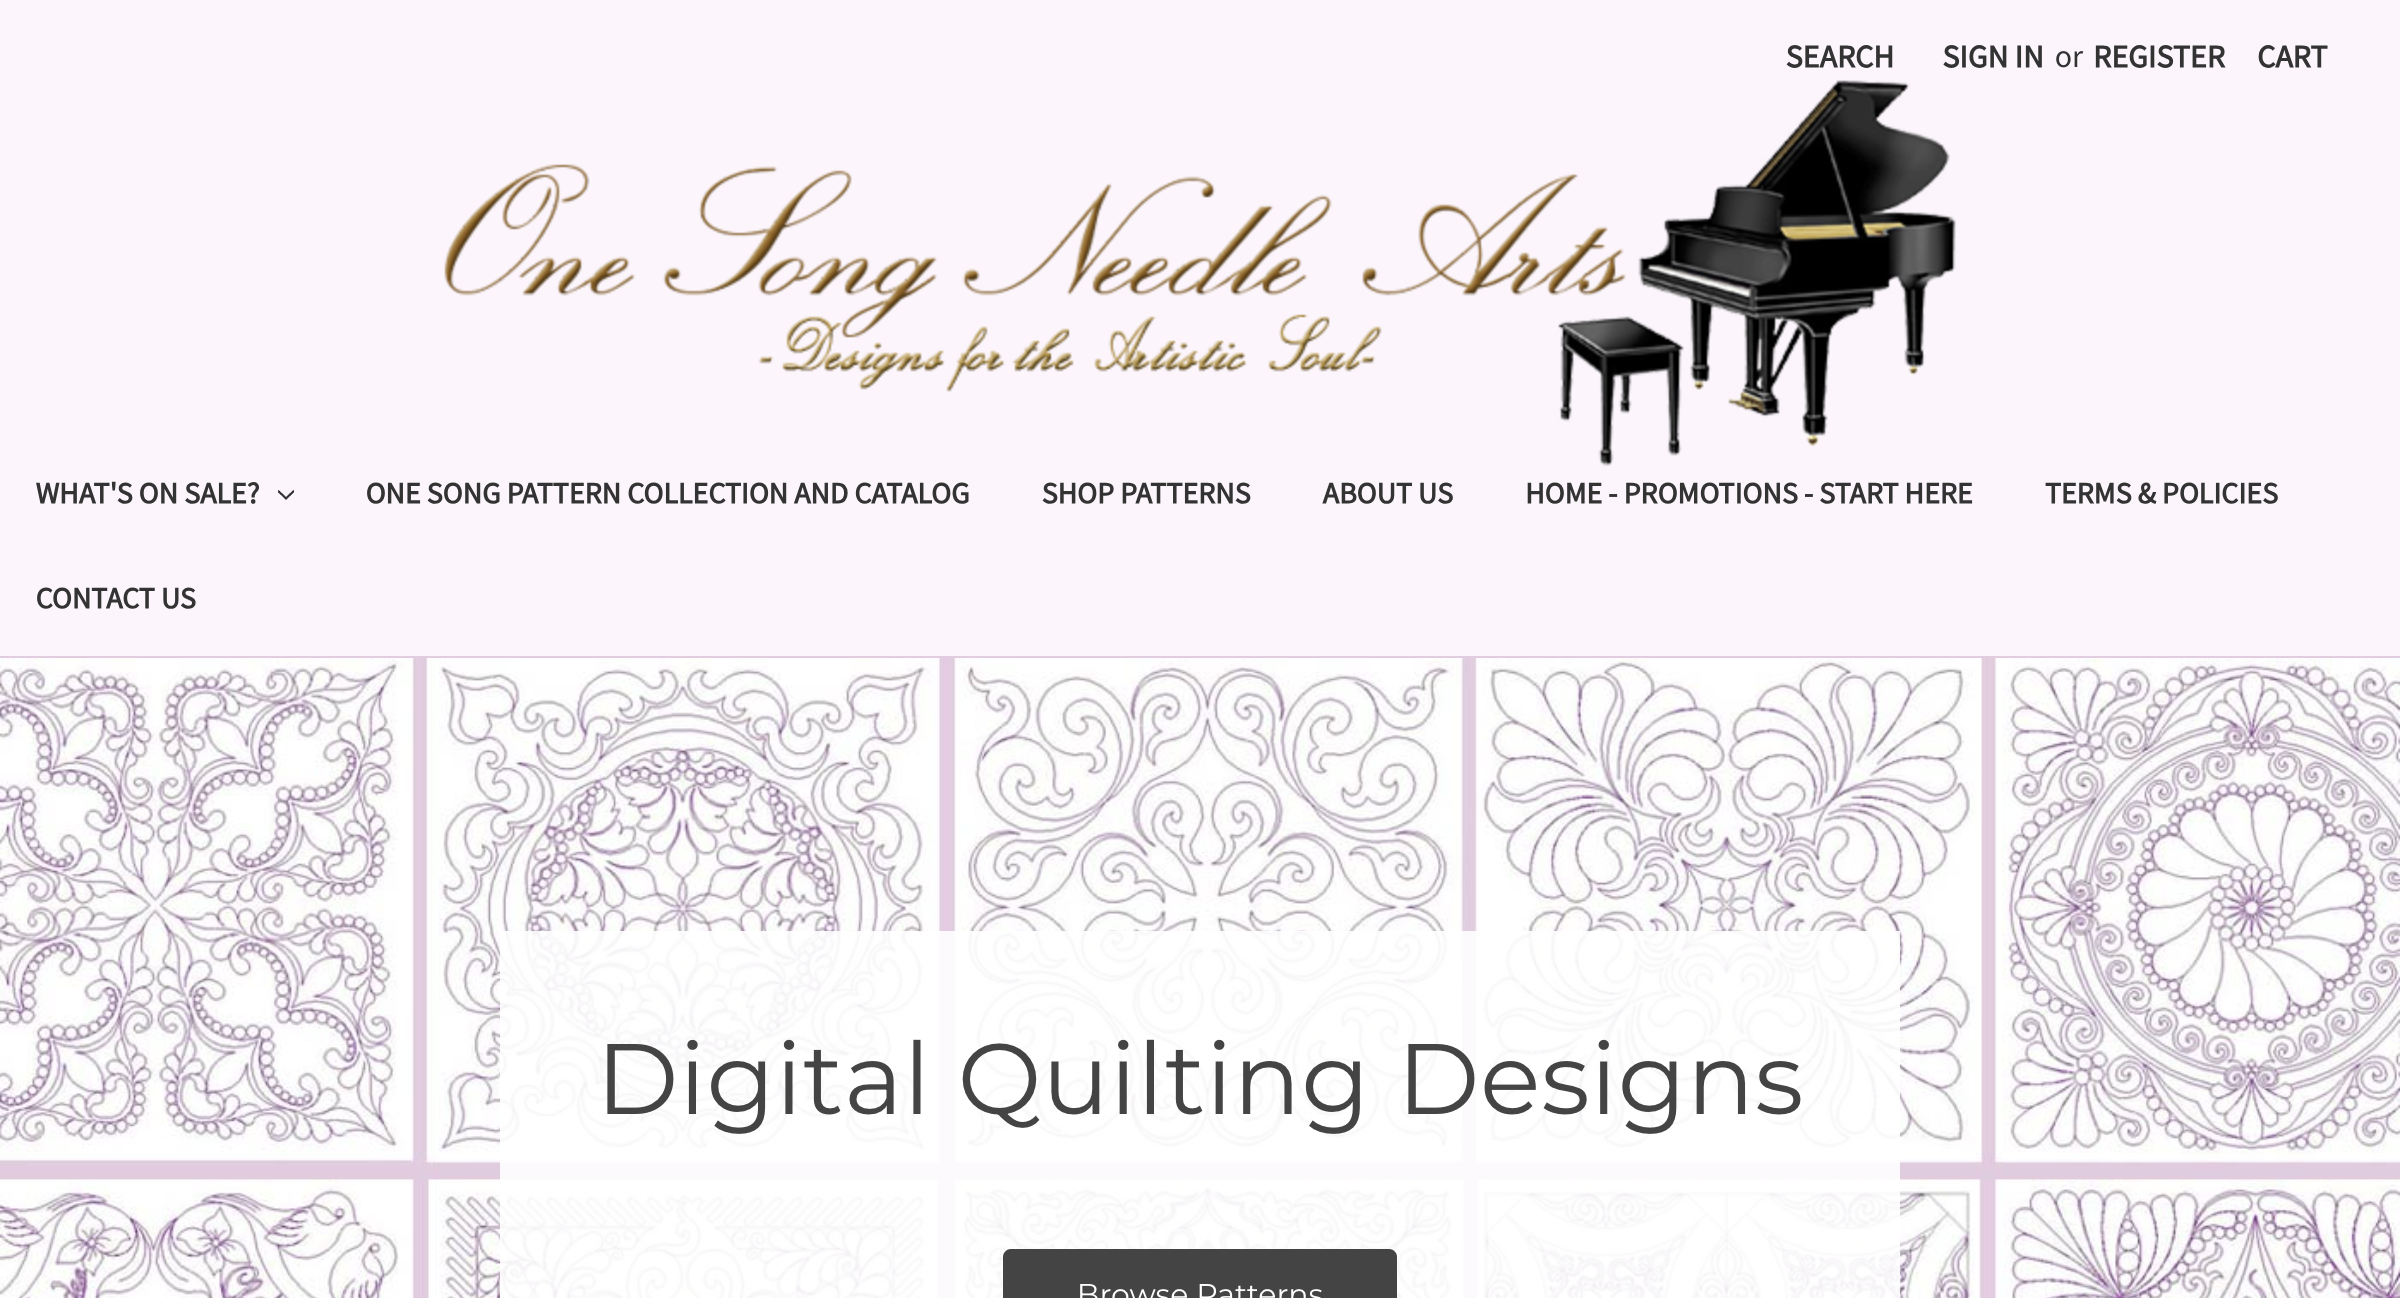 SEARCH SIGN IN or REGISTER CART
One Song Needle Arts
- Designs for the Artistic Soul-
WHAT'S ON SALE? ONE SONG PATTERN COLLECTION AND CATALOG SHOP PATTERNS ABOUT US HOME - PROMOTIONS - START HERE TERMS & POLICIES
CONTACT US
Digital Quilting Designs
Browse Patterns